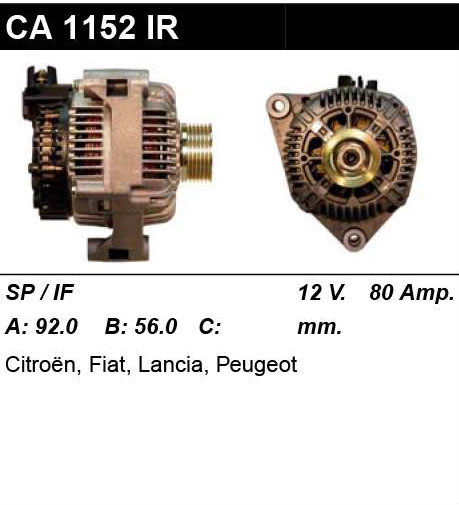 CA 1152 IR
SP / IF 12 V. 80 Amp.
A: 92.0 B: 56.0 C: mm.
Citroën, Fiat, Lancia, Peugeot